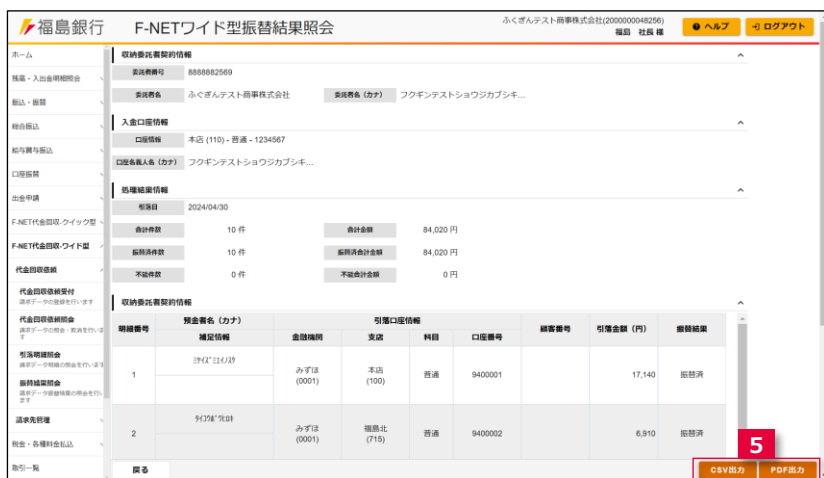 福島銀行
F-NETワイド型振替結果照会
ふくぎんテスト商事株式会社(2000000048256)
福島 社長 様
ヘルプ
ログアウト
ホーム
残高・入出金明細照会
振込・振替
総合振込
給与賞与振込
口座振替
出金申請
F-NET代金回収-クイック型
F-NET代金回収-ワイド型
代金回収依頼
代金回収依頼受付
請求データの登録を行います
代金回収依頼照会
請求データの照会・取消を行います
引落明細照会
請求データ明細の照会を行います
振替結果照会
請求データ振替結果の照会を行います
請求先管理
税金・各種料金払込
取引一覧
収納委託者契約情報
委託者番号 8888882569
委託者名 ふくぎんテスト商事株式会社 委託者名（カナ） フクギンテストショウジカブシキ...
入金口座情報
口座情報 本店 (110) - 普通 - 1234567
口座名義人名（カナ） フクギンテストショウジカブシキ...
処理結果情報
引落日 2024/04/30
合計件数 10 件 合計金額 84,020 円
振替済件数 10 件 振替済合計金額 84,020 円
不能件数 0 件 不能合計金額 0 円
収納委託者契約情報
明細番号 預金者名（カナ） 引落口座情報 顧客番号 引落金額（円） 振替結果
補足情報 金融機関 支店 科目 口座番号
1 みずほ (0001) 本店 (100) 普通 9400001 17,140 振替済
2 みずほ (0001) 福島北 (715) 普通 9400002 6,910 振替済
戻る
5
CSV出力
PDF出力